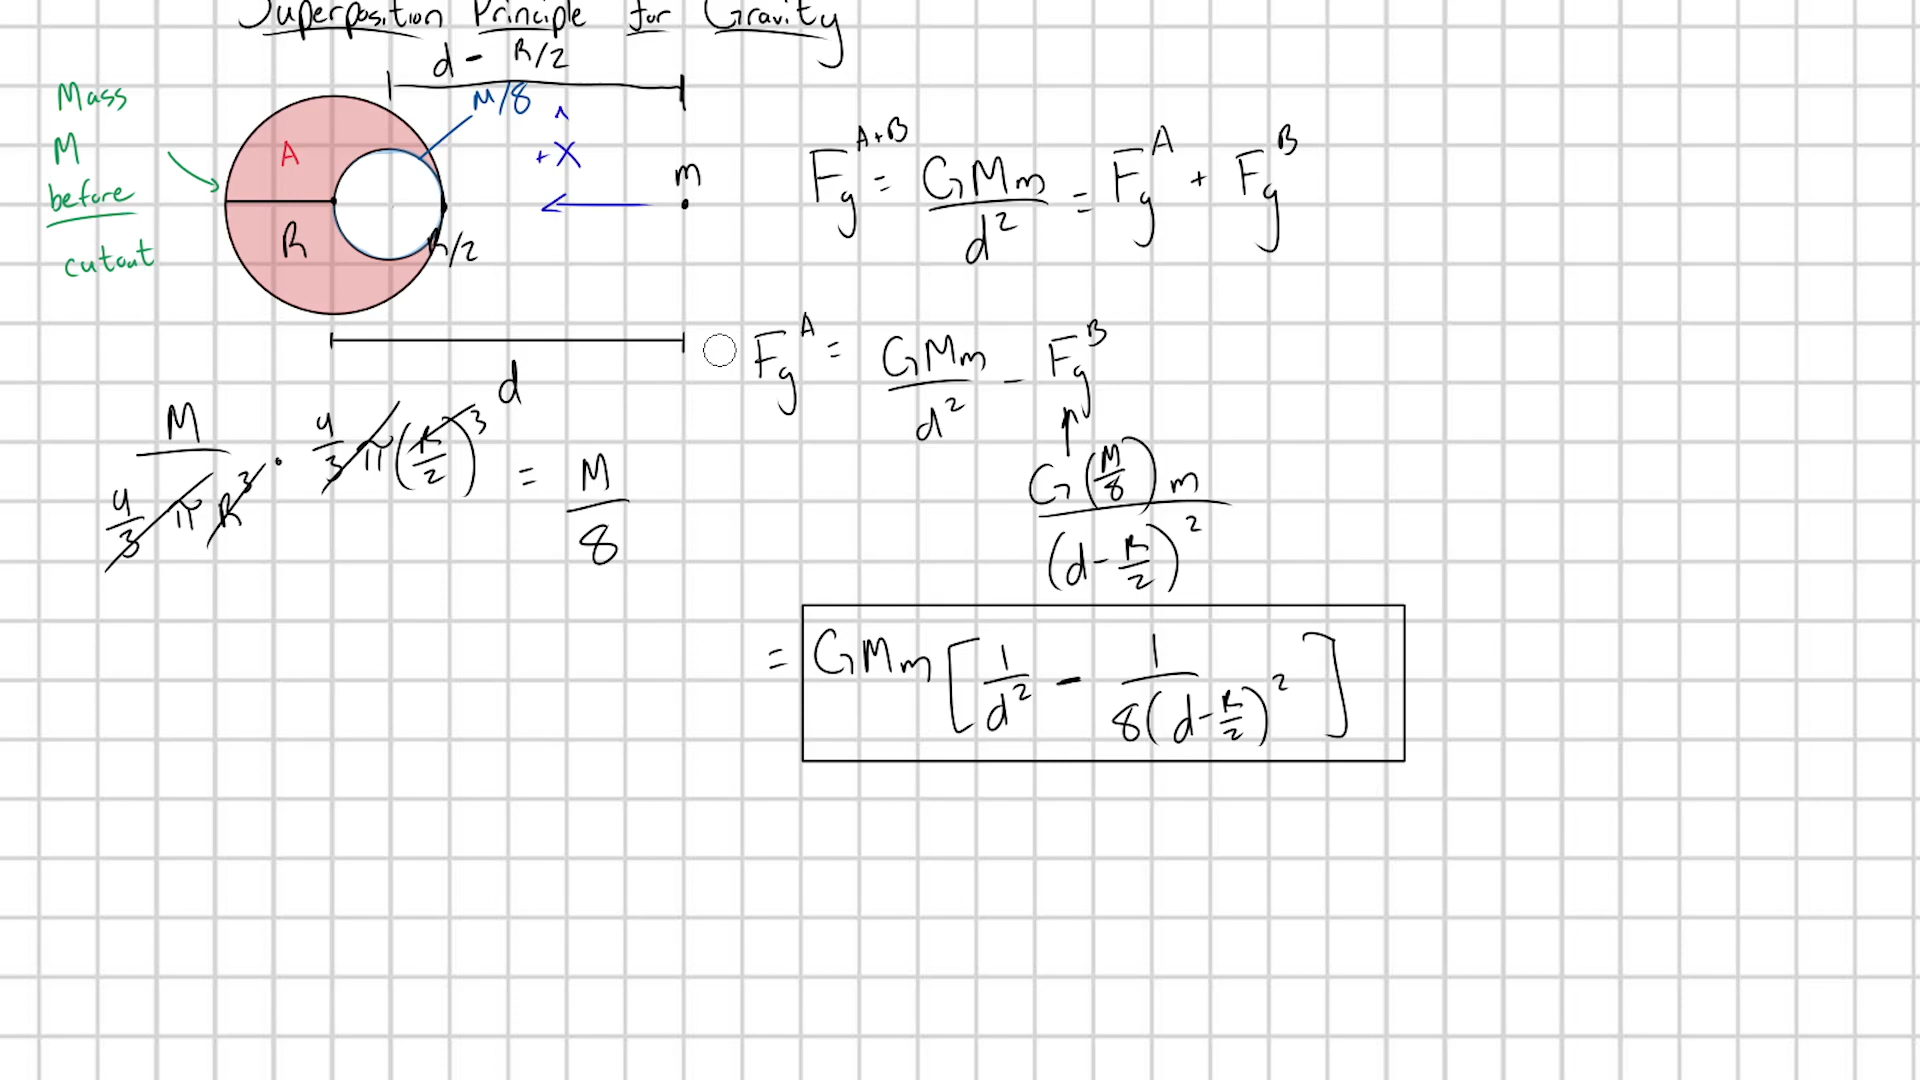 Superposition Principle for Gravity
d - R/2
Mass
M
before
cutout
A
R
M/8
R/2
^
+X
m
d
F_g^{A+B} = GMm/d^2 = F_g^A + F_g^B
F_g^A = GMm/d^2 - F_g^B
↑
G(M/8)m/(d-R/2)^2
M/(4/3 π R^3) · 4/3 π (R/2)^3 = M/8
= GMm[1/d^2 - 1/8(d-R/2)^2]